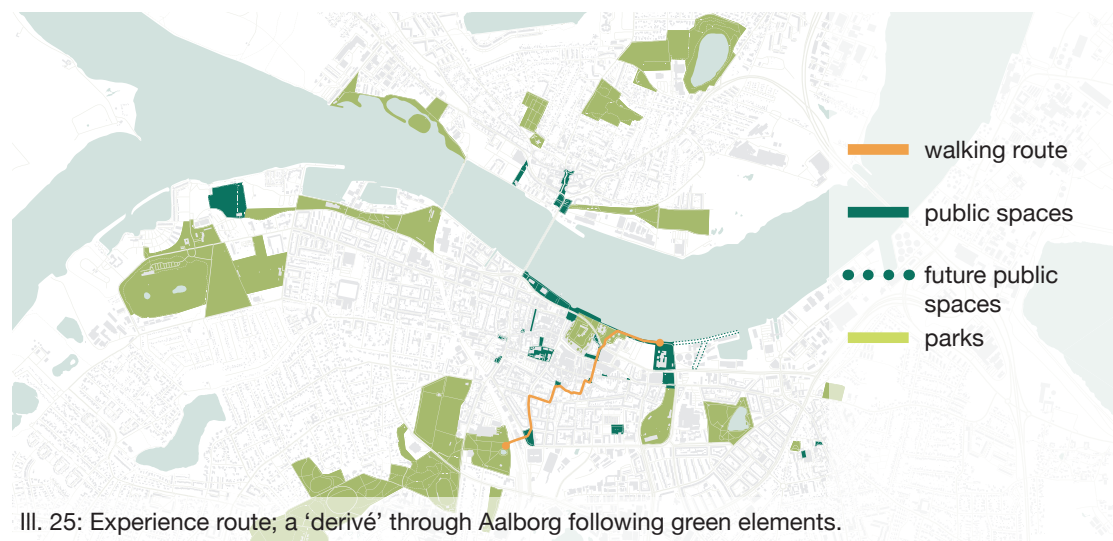 walking route
public spaces
future public
spaces
parks
Ill. 25: Experience route; a ‘derivé’ through Aalborg following green elements.